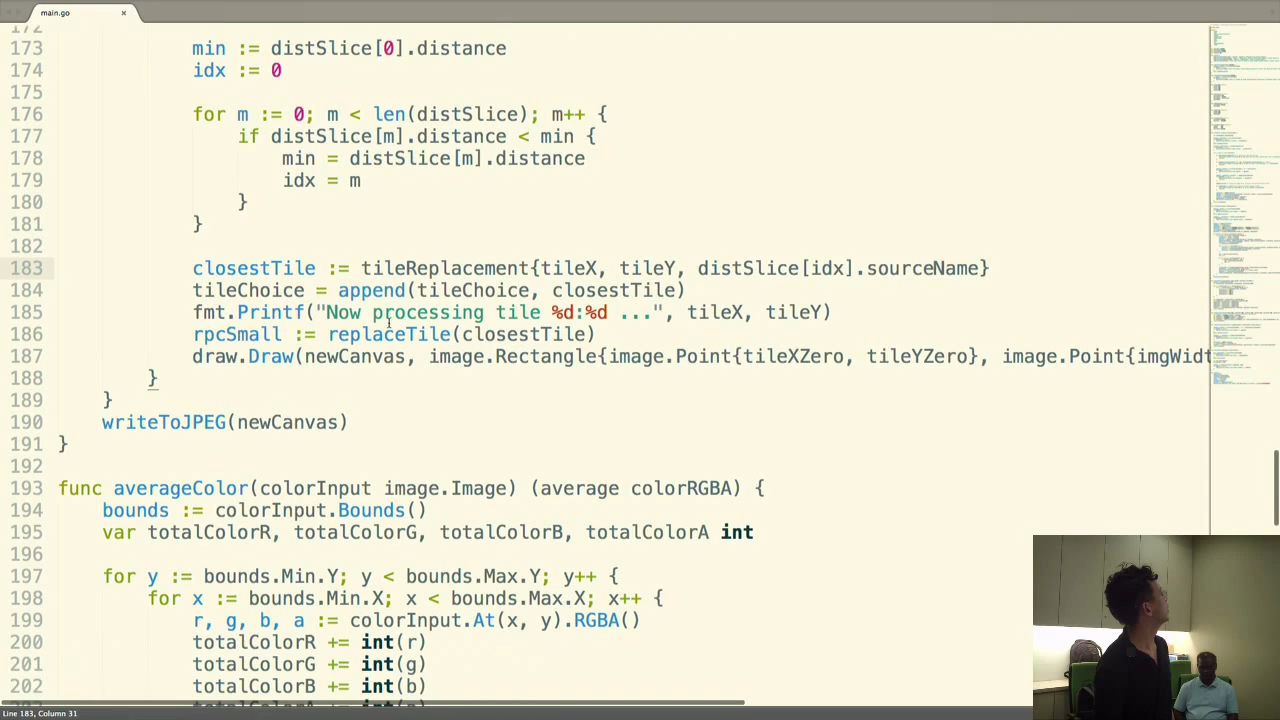 main.go ×
172
173 min := distSlice[0].distance
174 idx := 0
175
176 for m := 0; m < len(distSlice); m++ {
177 if distSlice[m].distance < min {
178 min = distSlice[m].distance
179 idx = m
180 }
181 }
182
183 closestTile := tileReplacement{tileX, tileY, distSlice[idx].sourceName}
184 tileChoice = append(tileChoice, closestTile)
185 fmt.Printf("Now processing tile %d:%d ...", tileX, tileY)
186 rpcSmall := replaceTile(closestTile)
187 draw.Draw(newCanvas, image.Rectangle{image.Point{tileXZero, tileYZero}, image.Point{imgWidt
188 }
189 }
190 writeToJPEG(newCanvas)
191 }
192
193 func averageColor(colorInput image.Image) (average colorRGBA) {
194 bounds := colorInput.Bounds()
195 var totalColorR, totalColorG, totalColorB, totalColorA int
197 for y := bounds.Min.Y; y < bounds.Max.Y; y++ {
198 for x := bounds.Min.X; x < bounds.Max.X; x++ {
199 r, g, b, a := colorInput.At(x, y).RGBA()
200 totalColorR += int(r)
201 totalColorG += int(g)
202 totalColorB += int(b)
Line 183, Column 31